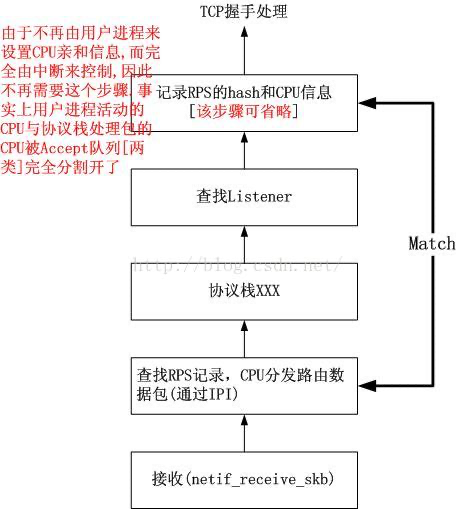 TCP握手处理
由于不再由用户进程来
设置CPU亲和信息,而完
全由中断来控制,因此
不再需要这个步骤.事
实上用户进程活动的
CPU与协议栈处理包的
CPU被Accept队列[两
类]完全分割开了
记录RPS的hash和CPU信息
[该步骤可省略]
查找Listener
Match
http://blog.csdn.net/
协议栈XXX
查找RPS记录，CPU分发路由数
据包(通过IPI)
接收(netif_receive_skb)